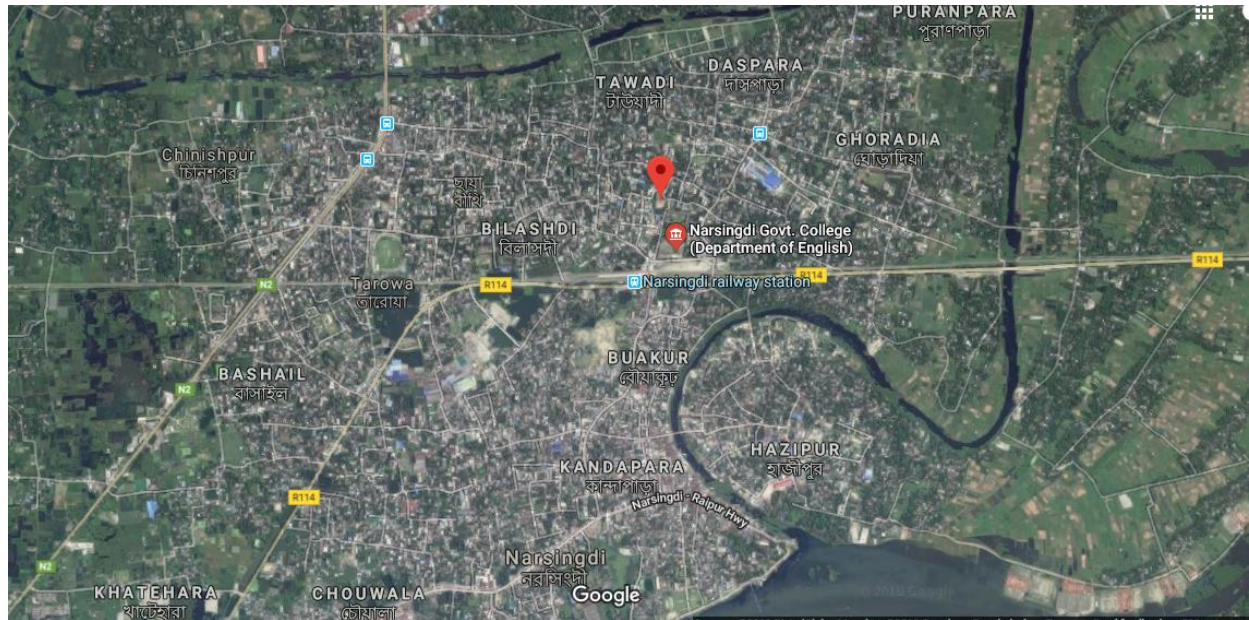 PURANPARA
পুরাণপাড়া
DASPARA
দাসপাড়া
TAWADI
টাউয়াদী
GHORADIA
ঘোড়াদিয়া
Chinishpur
চিনিশপুর
ছায়া
বীথি
BILASHDI
বিলাসদী
Narsingdi Govt. College
(Department of English)
Narsingdi railway station
R114
R114
R114
N2
Tarowa
তারোয়া
BUAKUR
বৌয়াকুঢ়
BASHAIL
বাসাইল
N2
HAZIPUR
হাজীপুর
KANDAPARA
কান্দাপাড়া
R114
Narsingdi - Raipur Hwy
Narsingdi
নরসিংদী
N2
KHATEHARA
খাটেহারা
CHOUWALA
চৌয়ালা
Google